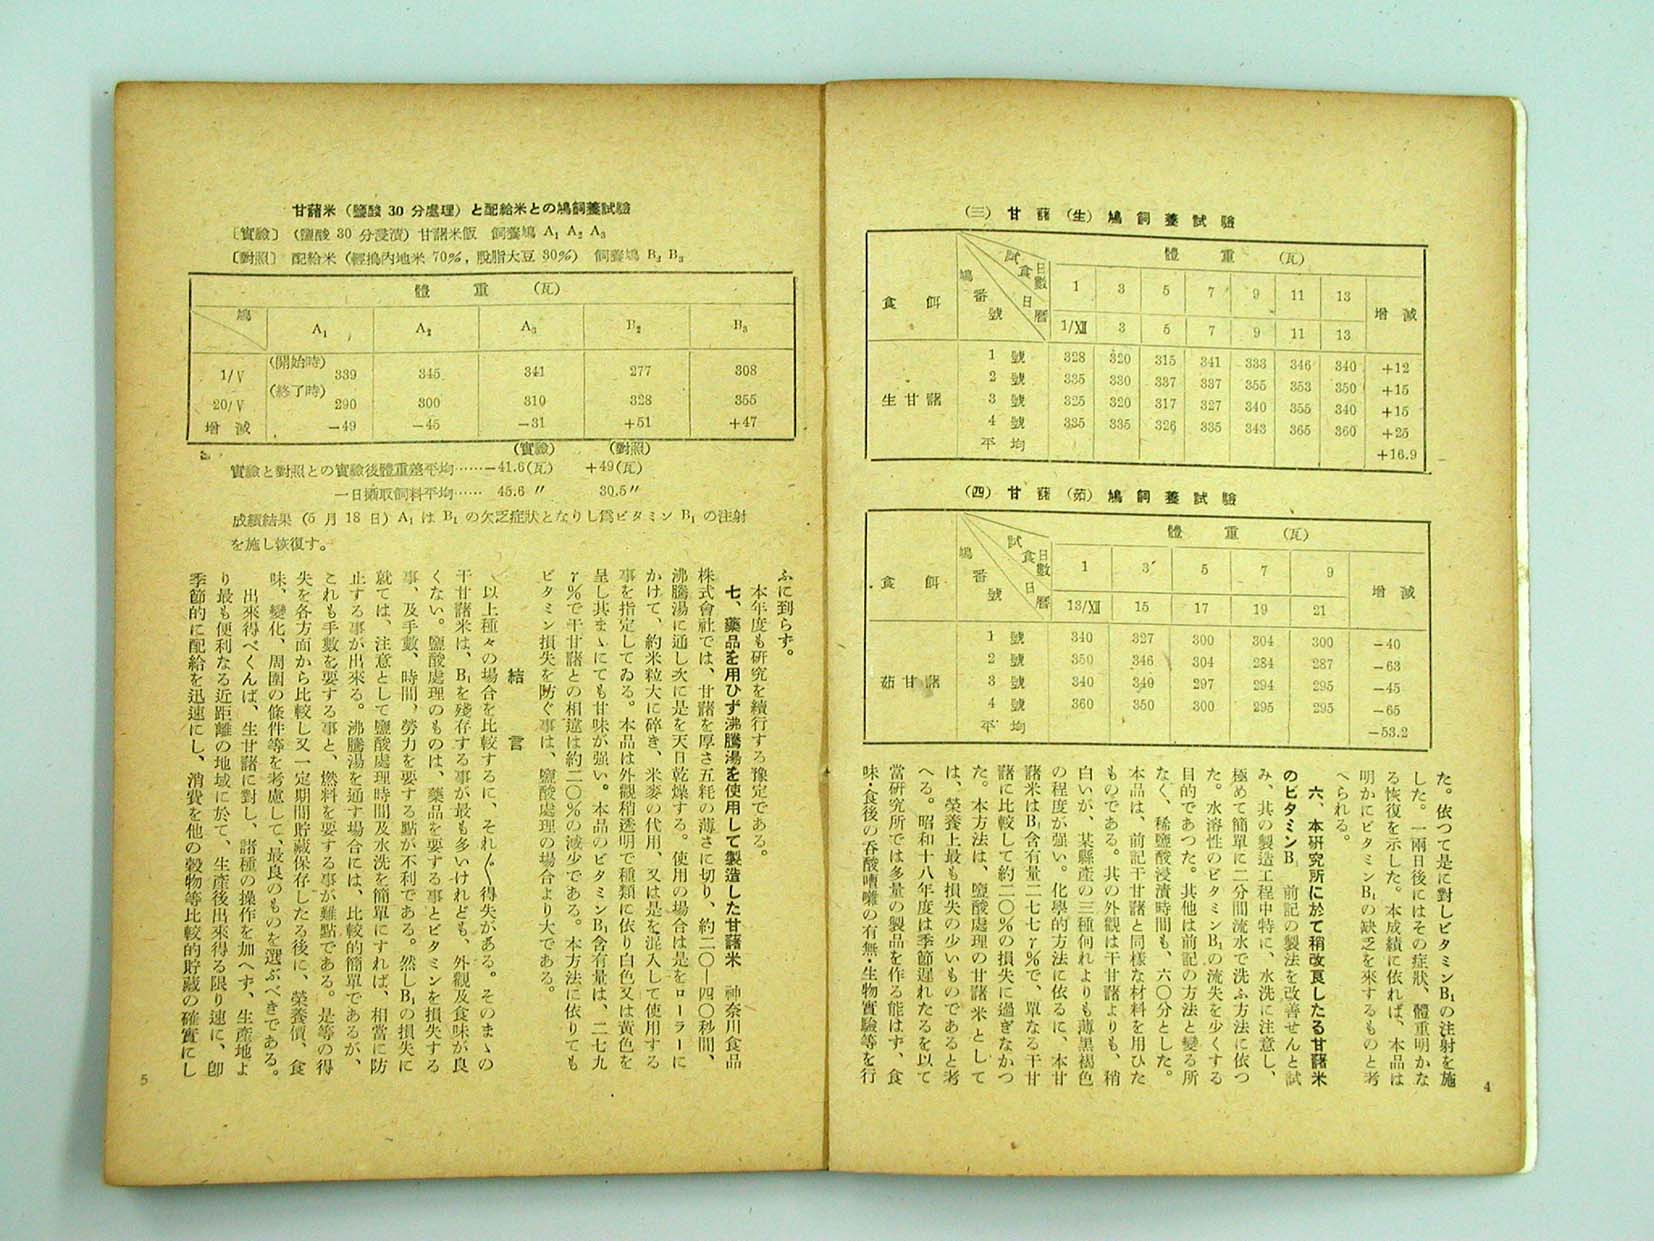 (三) 甘藷(生)鳩飼養試驗
體重(瓦)
食餌 鳩番號 試食日數 日曆 1 3 5 7 9 11 13 增減
1/Ⅻ 3 5 7 9 11 13
生甘藷
1號 328 320 315 341 333 346 340 +12
2號 335 330 337 337 355 353 350 +15
3號 325 320 317 327 340 355 340 +15
4號 335 335 326 335 343 365 360 +25
平均 +16.9
(四) 甘藷(茹)鳩飼養試驗
體重(瓦)
食餌 鳩番號 試食日數 日曆 1 3 5 7 9 增減
13/Ⅻ 15 17 19 21
茹甘藷
1號 340 327 300 304 300 -40
2號 350 346 304 284 287 -63
3號 340 340 297 294 295 -45
4號 360 350 300 295 295 -65
平均 -53.2
た。依つて是に對しビタミンB₁の注射を施
した。一兩日後にはその症狀、體重明かな
る恢復を示した。本成績に依れば、本品は
明かにビタミンB₁の缺乏を來するものと考
へられる。
六、本硏究所に於て稍改良したる甘藷米
のビタミンB₁ 前記の製法を改善せんと試
み、其の製造工程中特に、水洗に注意し、
極めて簡單に二分間流水で洗ふ方法に依つ
た。水溶性のビタミンB₁の流失を少くする
目的であつた。其他は前記の方法と變る所
なく、稀鹽酸浸漬時間も、六〇分とした。
本品は、前記干甘藷と同樣な材料を用ひた
ものである。其の外觀は干甘藷よりも、稍
白いが、某縣產の三種何れよりも薄黑褐色
の程度が强い。化學的方法に依るに、本甘
藷米はB₁含有量二七七γ%で、單なる干甘
藷に比較して約二〇%の損失に過ぎなかつ
た。本方法は、鹽酸處理の甘藷米として
は、榮養上最も損失の少いものであると考
へる。昭和十八年度は季節遲れたるを以て
當硏究所では多量の製品を作る能はず、食
味・食後の呑酸嘈囃の有無・生物實驗等を行
4
甘藷米(鹽酸30分處理)と配給米との鳩飼養試驗
〔實驗〕(鹽酸30分浸漬)甘藷米飯 飼養鳩 A₁ A₂ A₃
〔對照〕 配給米(輕搗內地米70%,脫脂大豆30%) 飼養鳩 B₂ B₃
體重(瓦)
鳩 A₁ A₂ A₃ B₂ B₃
1/V (開始時) 339 345 341 277 308
20/V (終了時) 290 300 310 328 355
增減 -49 -45 -31 +51 +47
(實驗) (對照)
實驗と對照との實驗後體重差平均……-41.6(瓦) +49(瓦)
一日攝取飼料平均…… 45.6〃 30.5〃
成績結果(5月18日)A₁はB₁の欠乏症狀となりし爲ビタミンB₁の注射
を施し恢復す。
ふに到らず。
本年度も硏究を續行する豫定である。
七、藥品を用ひず沸騰湯を使用して製造した甘藷米 神奈川食品
株式會社では、甘藷を厚さ五粍の薄さに切り、約二〇—四〇秒間、
沸騰湯に通し次に是を天日乾燥する。使用の場合は是をローラーに
かけて、約米粒大に碎き、米麥の代用、又は是を混入して使用する
事を指定してゐる。本品は外觀稍透明で種類に依り白色又は黃色を
呈し其まゝにても甘味が强い。本品のビタミンB₁含有量は、二七九
γ%で干甘藷との相違は約二〇%の減少である。本方法に依りても
ビタミン損失を防ぐ事は、鹽酸處理の場合より大である。
結言
以上種々の場合を比較するに、それ〲得失がある。そのまゝの
干甘藷米は、B₁を殘存する事が最も多いけれども、外觀及食味が良
くない。鹽酸處理のものは、藥品を要する事とビタミンを損失する
事、及手數、時間、勞力を要する點が不利である。然しB₁の損失に
就ては、注意として鹽酸處理時間及水洗を簡單にすれば、相當に防
止する事が出來る。沸騰湯を通す場合には、比較的簡單であるが、
これも手數を要する事と、燃料を要する事が難點である。是等の得
失を各方面から比較し又一定期間貯藏保存したる後に、榮養價、食
味、變化、周圍の條件等を考慮して、最良のものを選ぶべきである。
出來得べくんば、生甘藷に對し、諸種の操作を加へず、生產地よ
り最も便利なる近距離の地域に於て、生產後出來得る限り速に、卽
季節的に配給を迅速にし、消費を他の穀物等比較的貯藏の確實にし
5